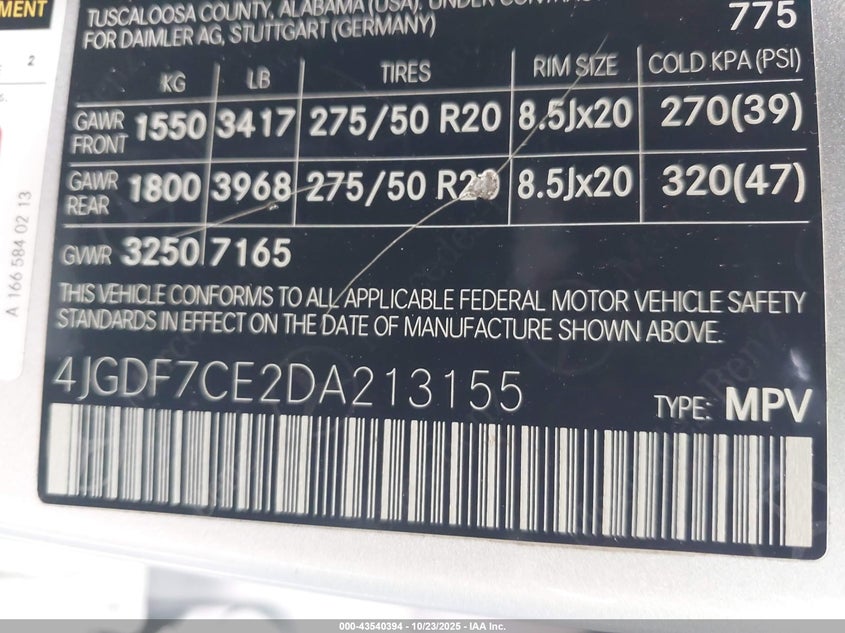 MENT
TUSCALOOSA COUNTY, ALABAMA (USA), UNDER
775
FOR DAIMLER AG, STUTTGART (GERMANY)
2
KG LB TIRES RIM SIZE COLD KPA (PSI)
GAWR FRONT 1550 3417 275/50 R20 8.5Jx20 270(39)
GAWR REAR 1800 3968 275/50 R20 8.5Jx20 320(47)
GVWR 3250 7165
A 166 584 02 13
THIS VEHICLE CONFORMS TO ALL APPLICABLE FEDERAL MOTOR VEHICLE SAFETY
STANDARDS IN EFFECT ON THE DATE OF MANUFACTURE SHOWN ABOVE.
4JGDF7CE2DA213155
TYPE: MPV
000-43540394 - 10/23/2025 - IAA Inc.